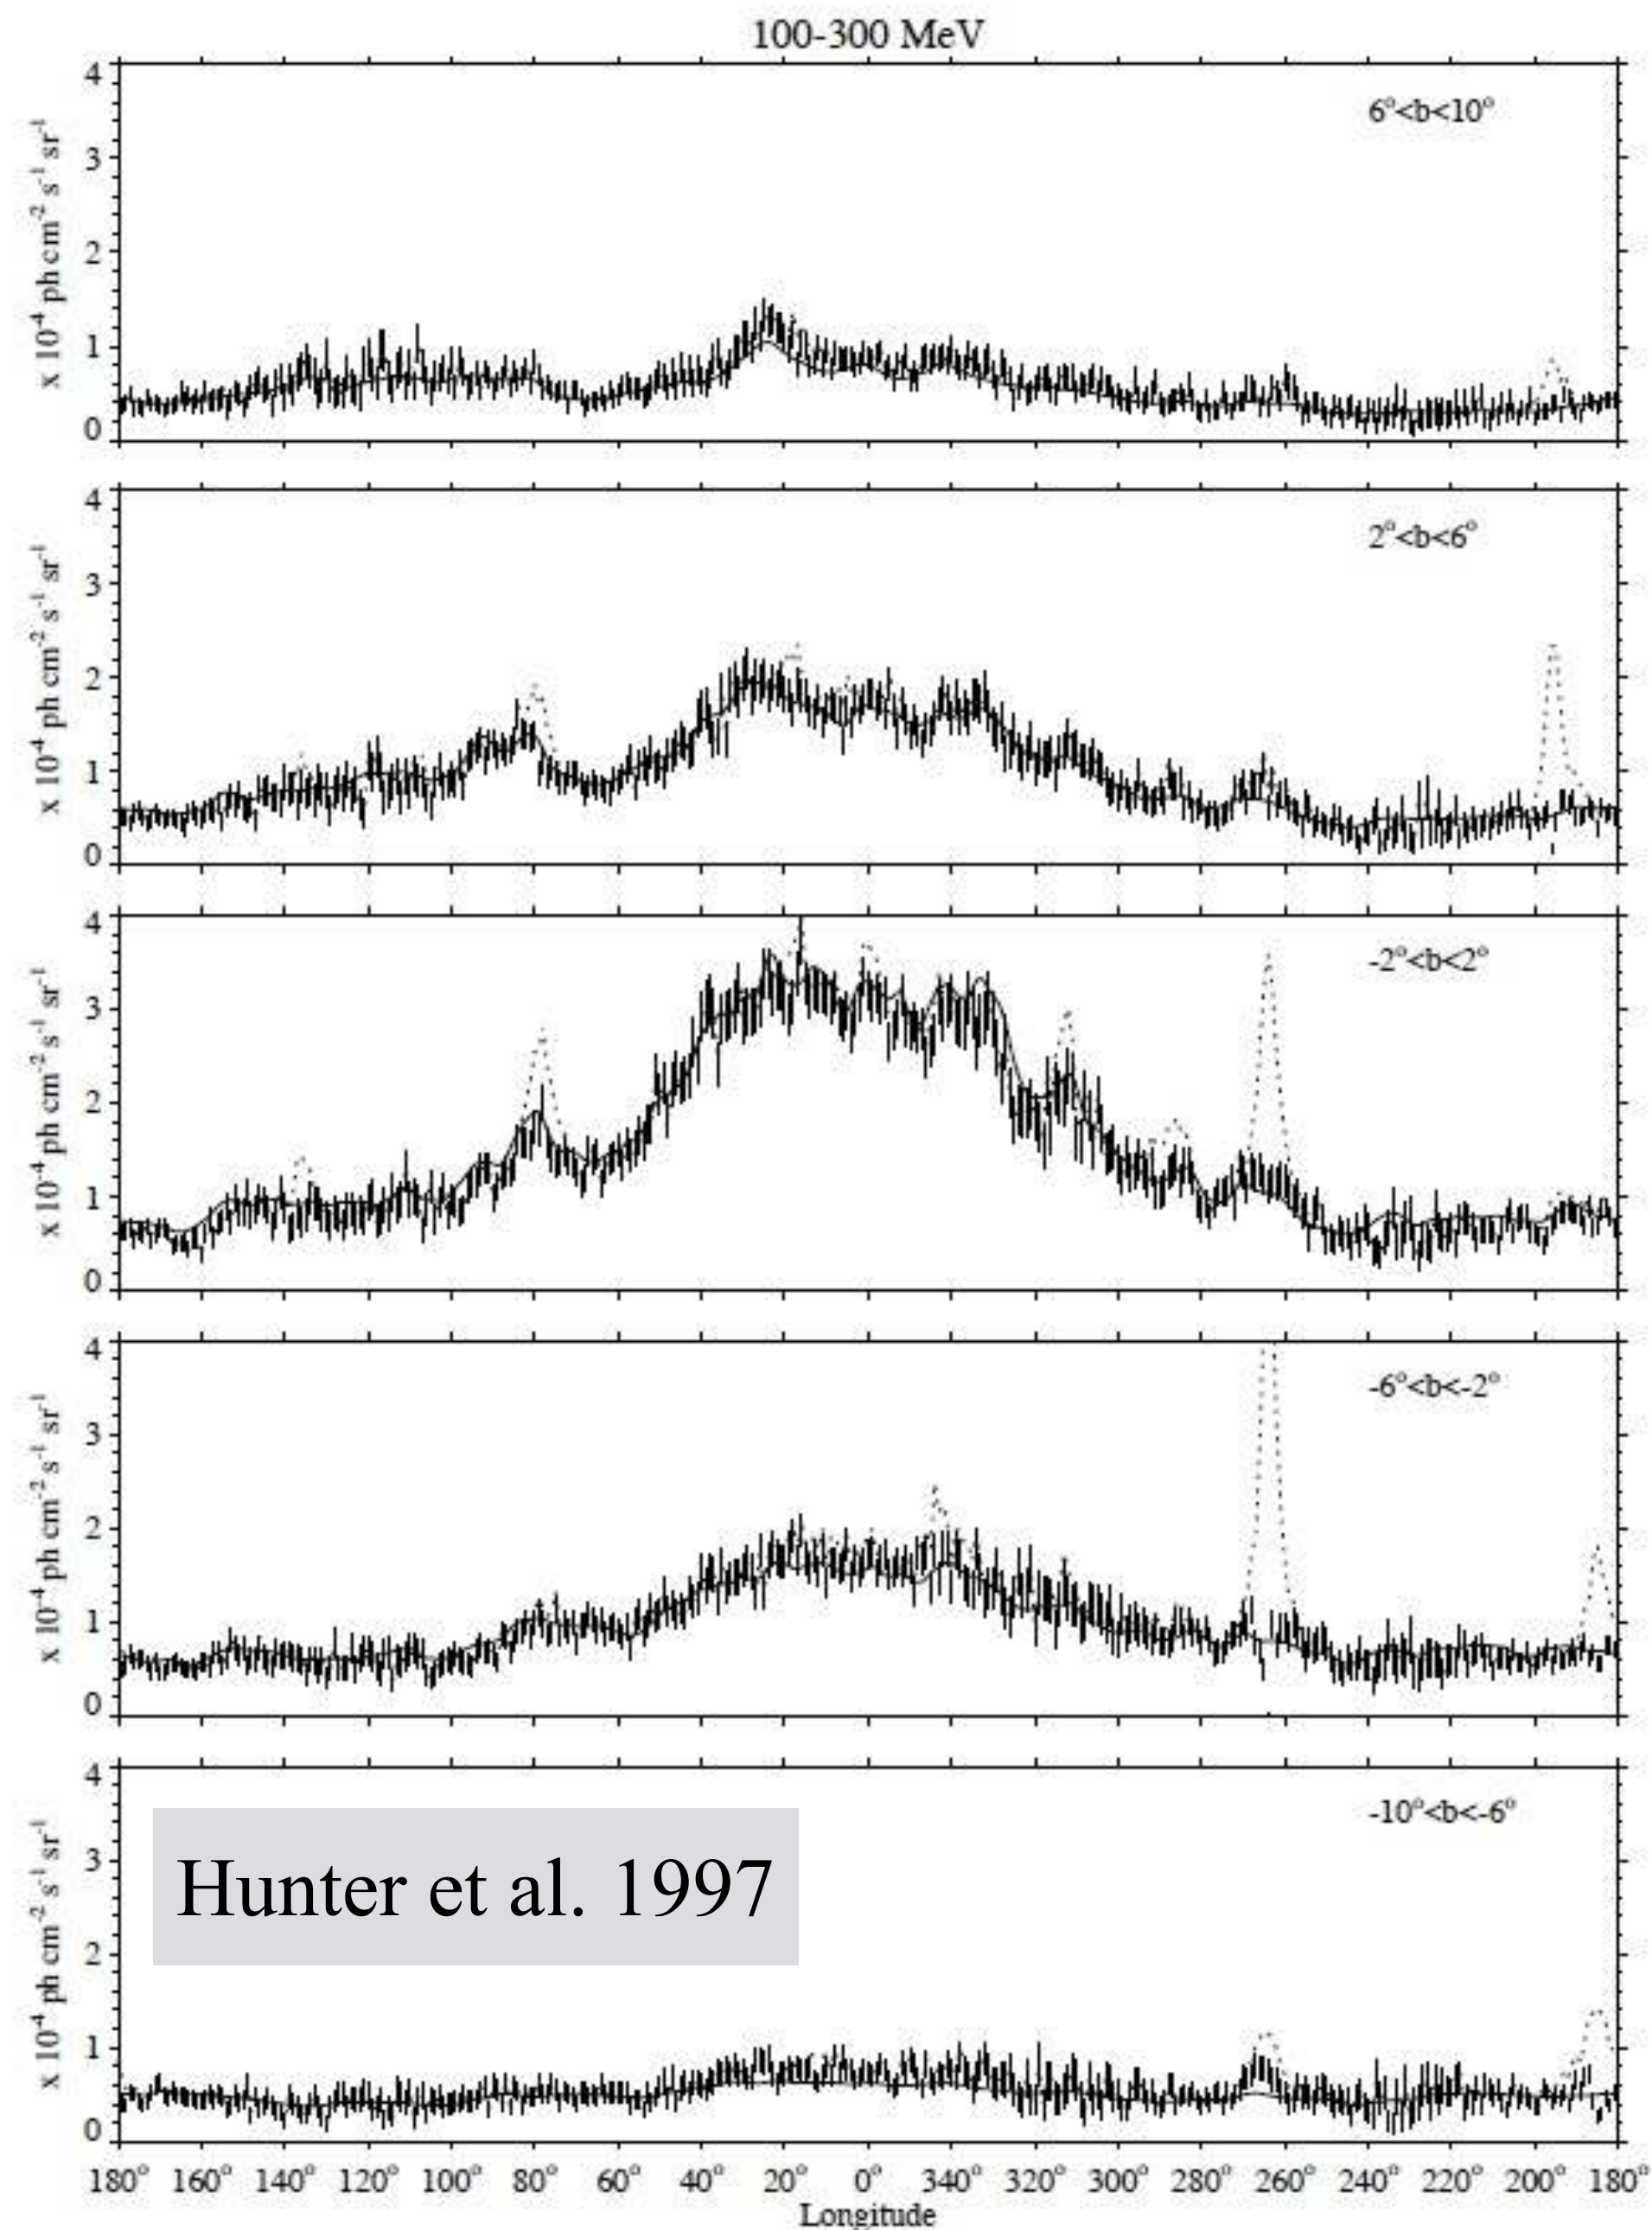 100-300 MeV
4
6°<b<10°
3
2
1
0
x 10⁻⁴ ph cm⁻² s⁻¹ sr⁻¹
4
2°<b<6°
3
2
1
0
x 10⁻⁴ ph cm⁻² s⁻¹ sr⁻¹
4
-2°<b<2°
3
2
1
0
x 10⁻⁴ ph cm⁻² s⁻¹ sr⁻¹
4
-6°<b<-2°
3
2
1
0
x 10⁻⁴ ph cm⁻² s⁻¹ sr⁻¹
4
-10°<b<-6°
3
Hunter et al. 1997
2
1
0
x 10⁻⁴ ph cm⁻² s⁻¹ sr⁻¹
180° 160° 140° 120° 100° 80° 60° 40° 20° 0° 340° 320° 300° 280° 260° 240° 220° 200° 180°
Longitude